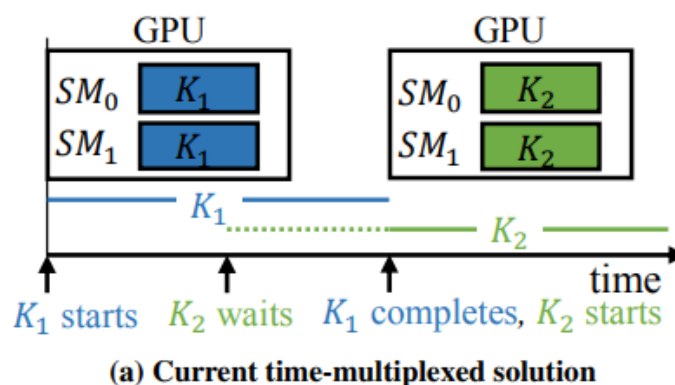 GPU GPU
SM₀ K₁ SM₀ K₂
SM₁ K₁ SM₁ K₂
K₁
K₂
time
K₁ starts K₂ waits K₁ completes, K₂ starts
(a) Current time-multiplexed solution